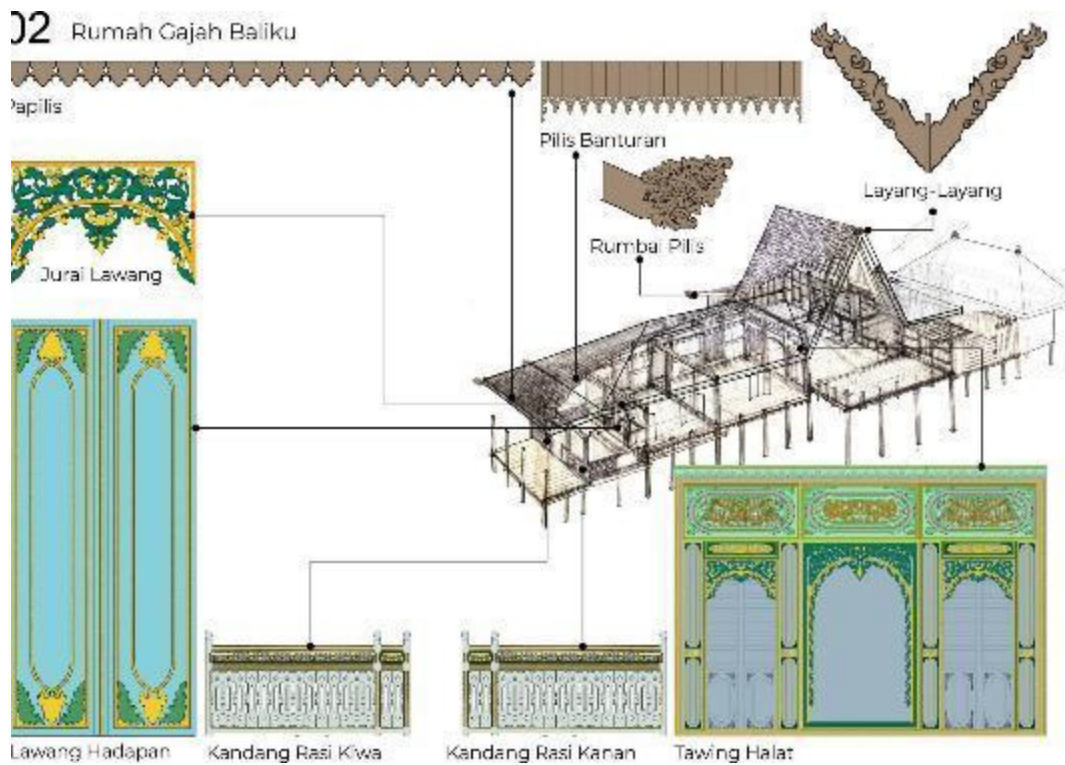 02 Rumah Gajah Baliku
Papilis
Pilis Banturan
Layang-Layang
Rumbai Pilis
Jurai Lawang
Lawang Hadapan
Kandang Rasi Kiwa
Kandang Rasi Kanan
Tawing Halat